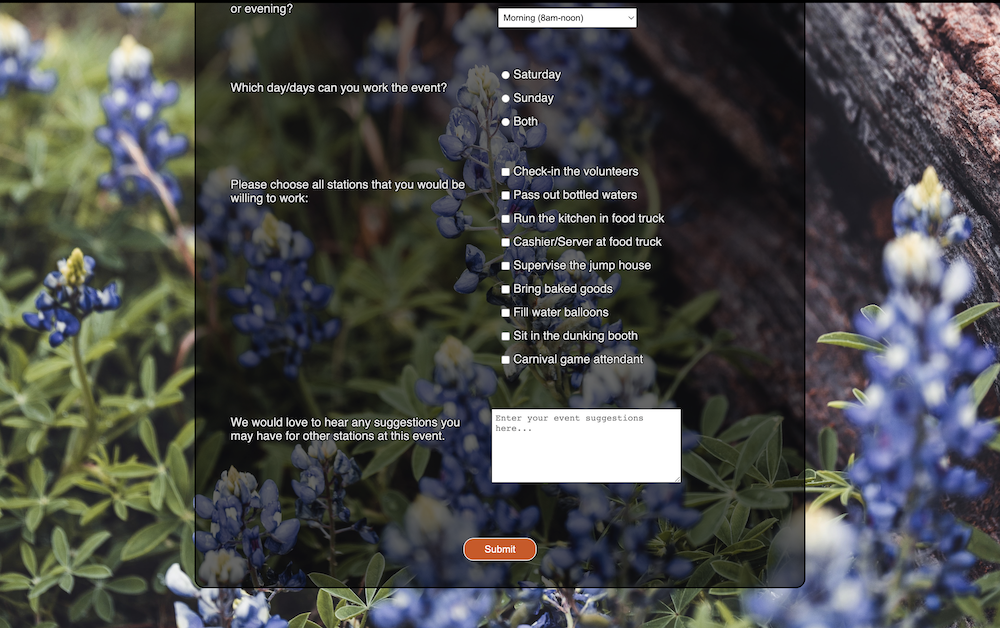 or evening?
Morning (8am-noon)
Which day/days can you work the event?
Saturday
Sunday
Both
Please choose all stations that you would be
willing to work:
Check-in the volunteers
Pass out bottled waters
Run the kitchen in food truck
Cashier/Server at food truck
Supervise the jump house
Bring baked goods
Fill water balloons
Sit in the dunking booth
Carnival game attendant
We would love to hear any suggestions you
may have for other stations at this event.
Enter your event suggestions
here...
Submit